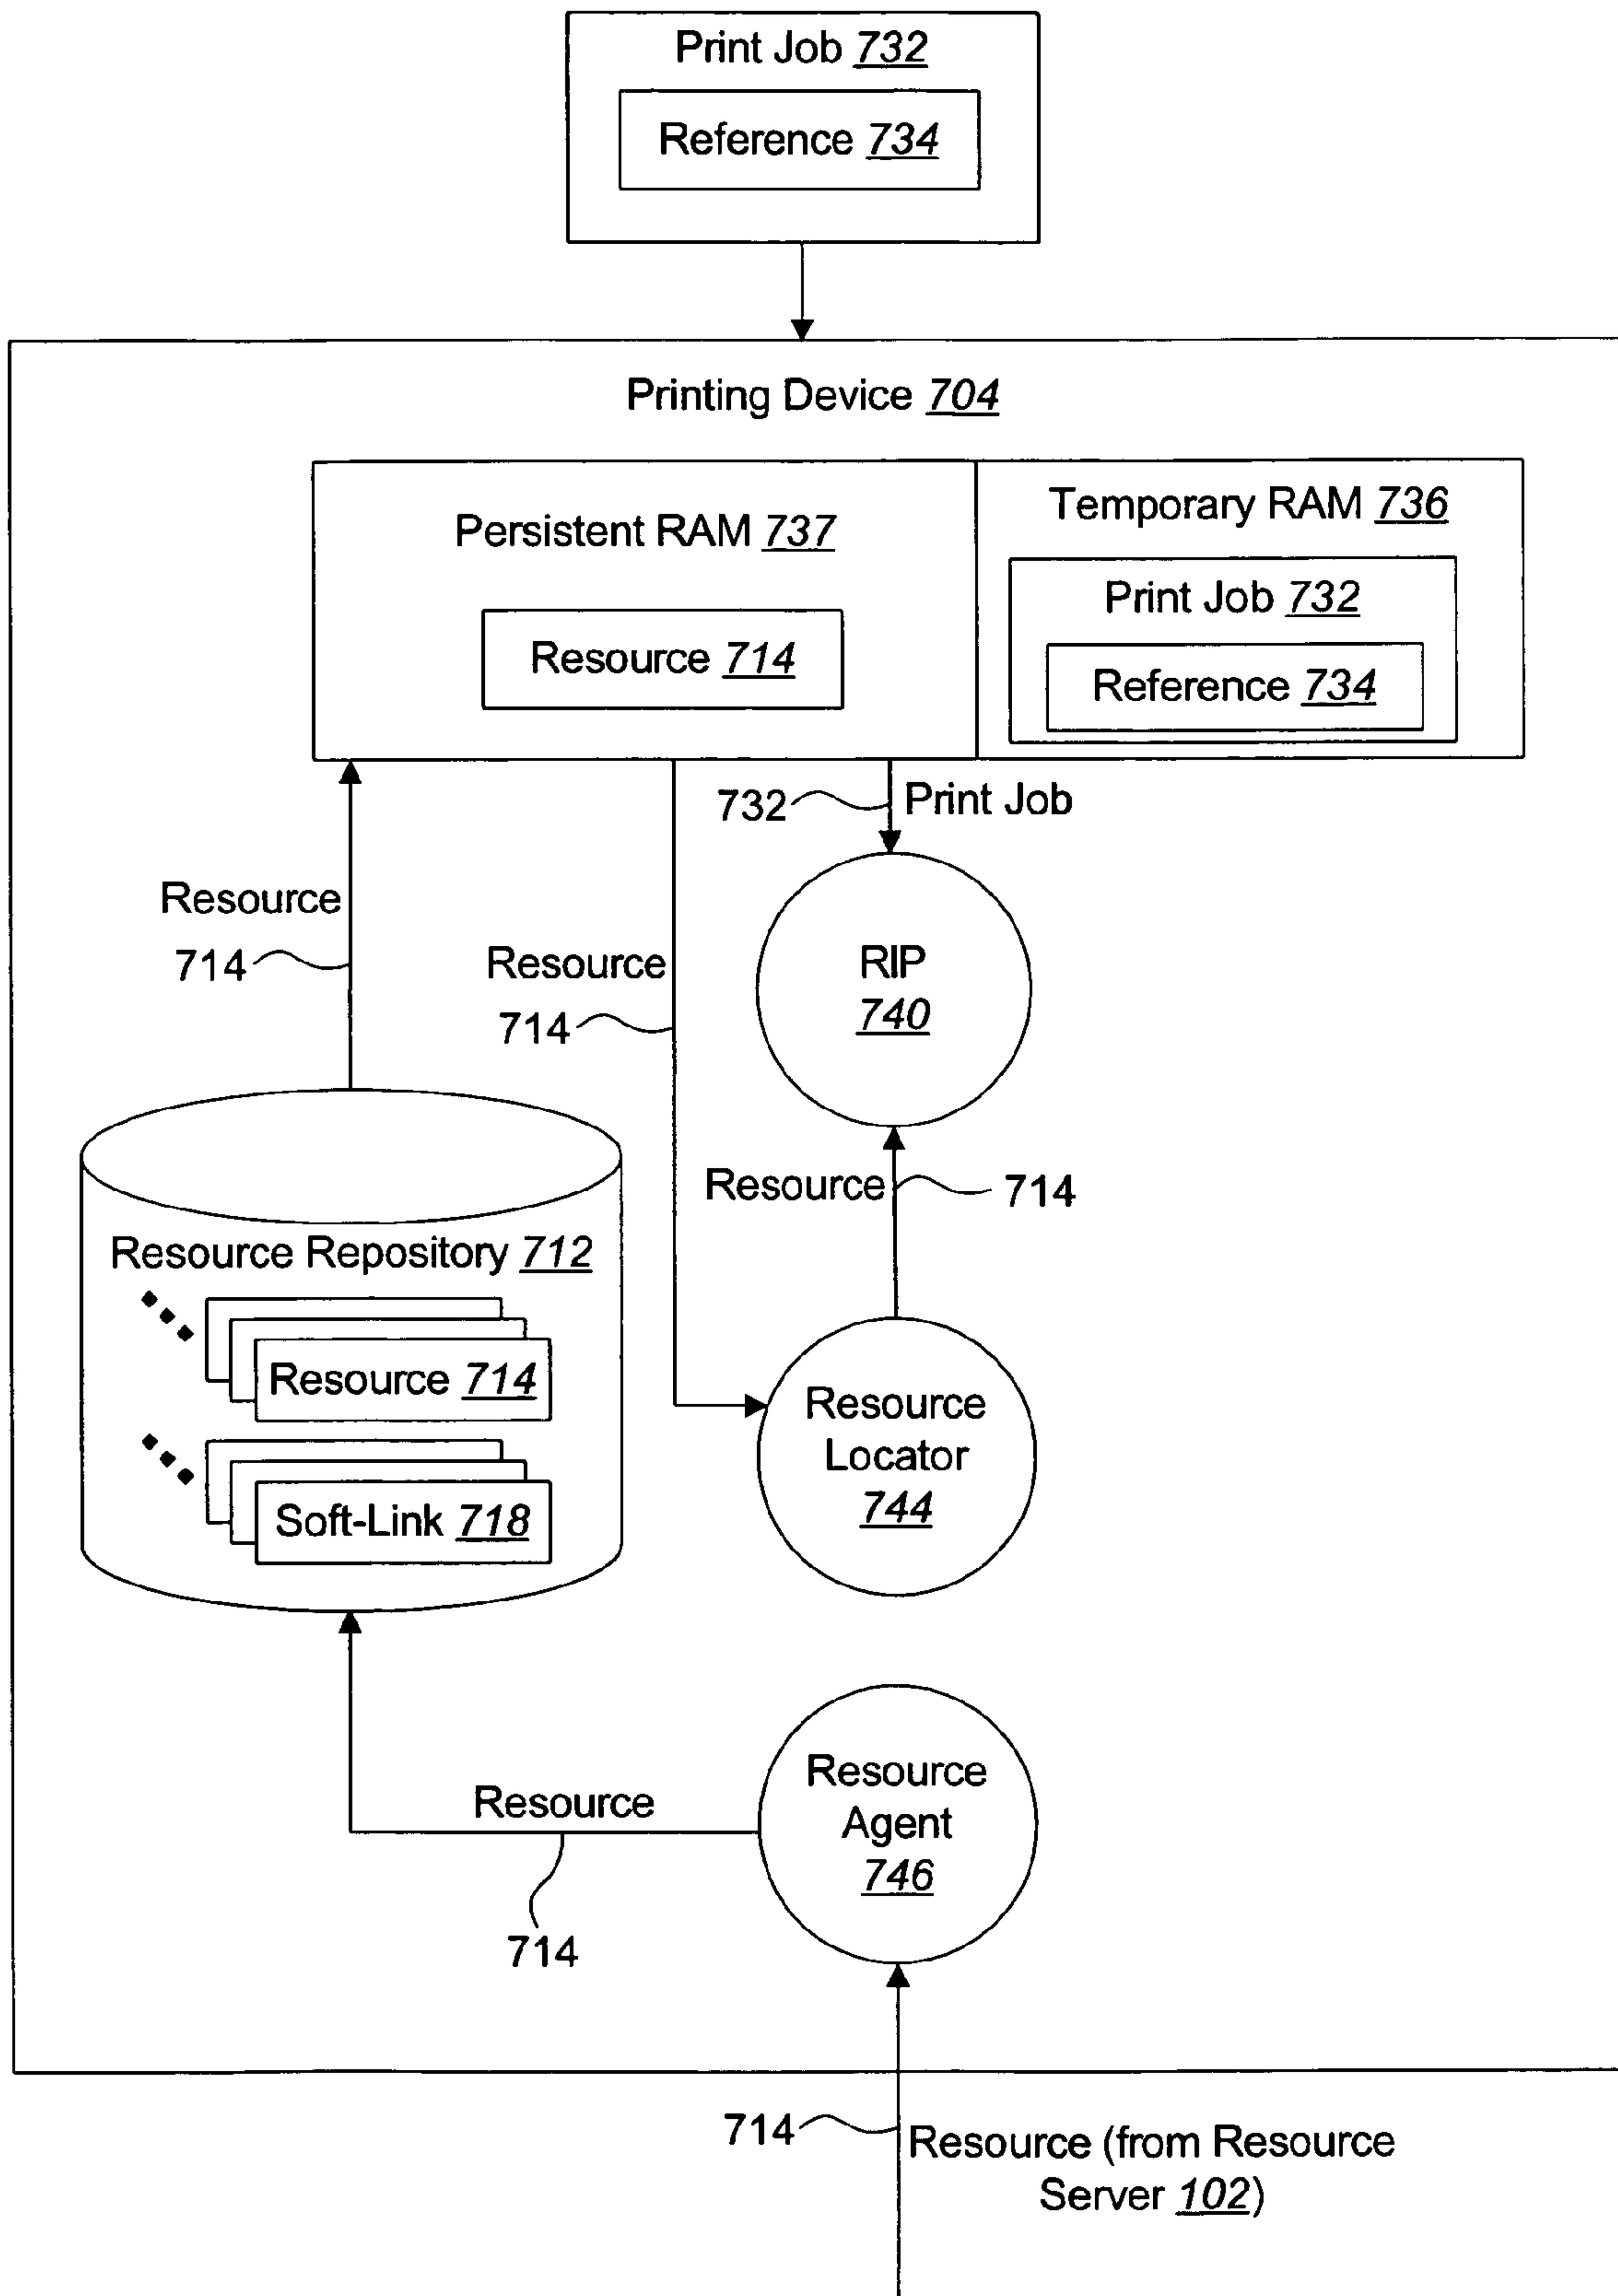 Print Job 732
Reference 734
Printing Device 704
Persistent RAM 737
Resource 714
Temporary RAM 736
Print Job 732
Reference 734
732
Print Job
Resource
714
Resource
714
RIP
740
Resource
714
Resource Repository 712
Resource 714
Soft-Link 718
Resource
Locator
744
Resource
Agent
746
Resource
714
714
Resource (from Resource
Server 102)